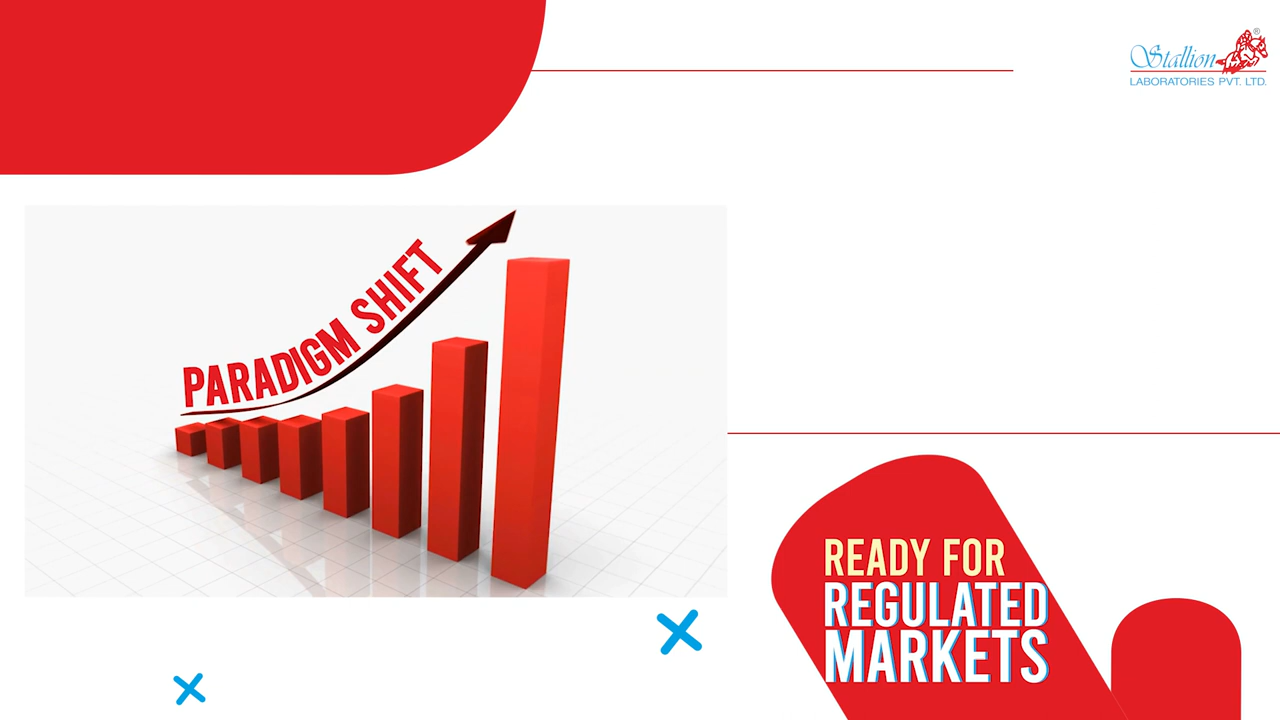 Stallion
LABORATORIES PVT. LTD.
PARADIGM SHIFT
READY FOR
REGULATED
MARKETS